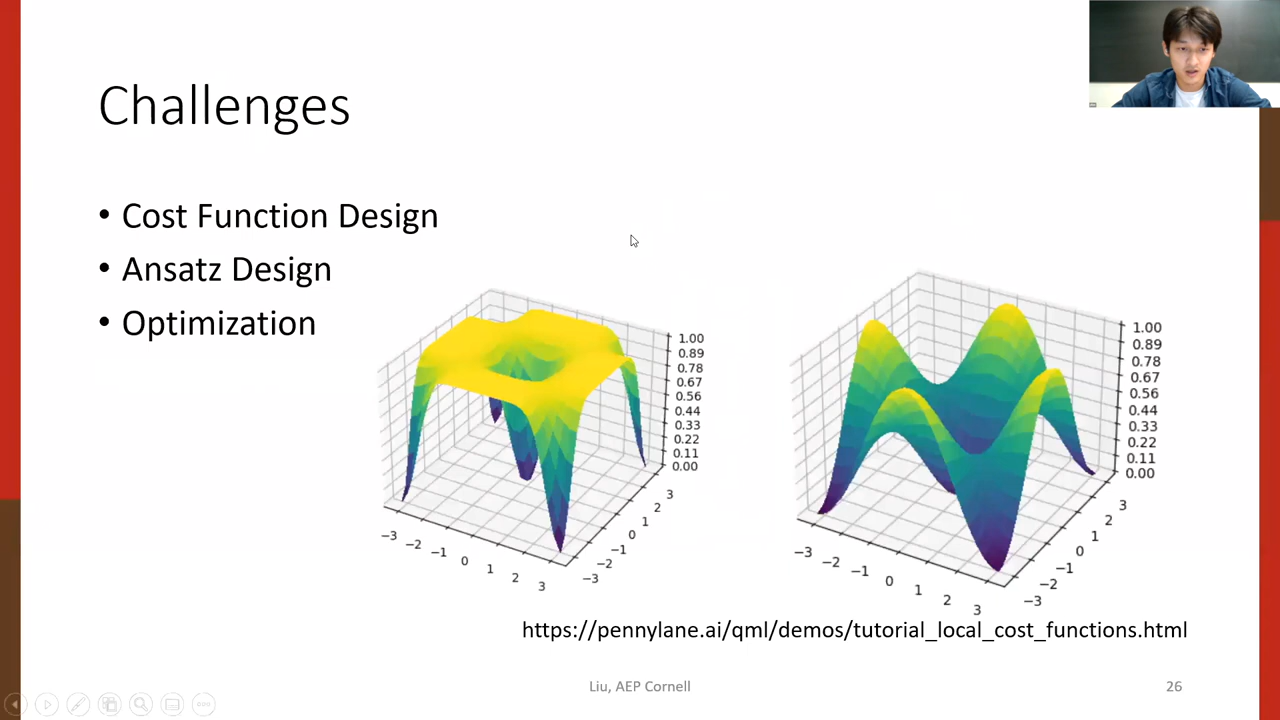 Challenges
• Cost Function Design
• Ansatz Design
• Optimization
1.00
0.89
0.78
0.67
0.56
0.44
0.33
0.22
0.11
0.00
−3 −2 −1 0 1 2 3
−3 −2 −1 0 1 2 3
1.00
0.89
0.78
0.67
0.56
0.44
0.33
0.22
0.11
0.00
−3 −2 −1 0 1 2 3
−3 −2 −1 0 1 2 3
https://pennylane.ai/qml/demos/tutorial_local_cost_functions.html
Liu, AEP Cornell
26